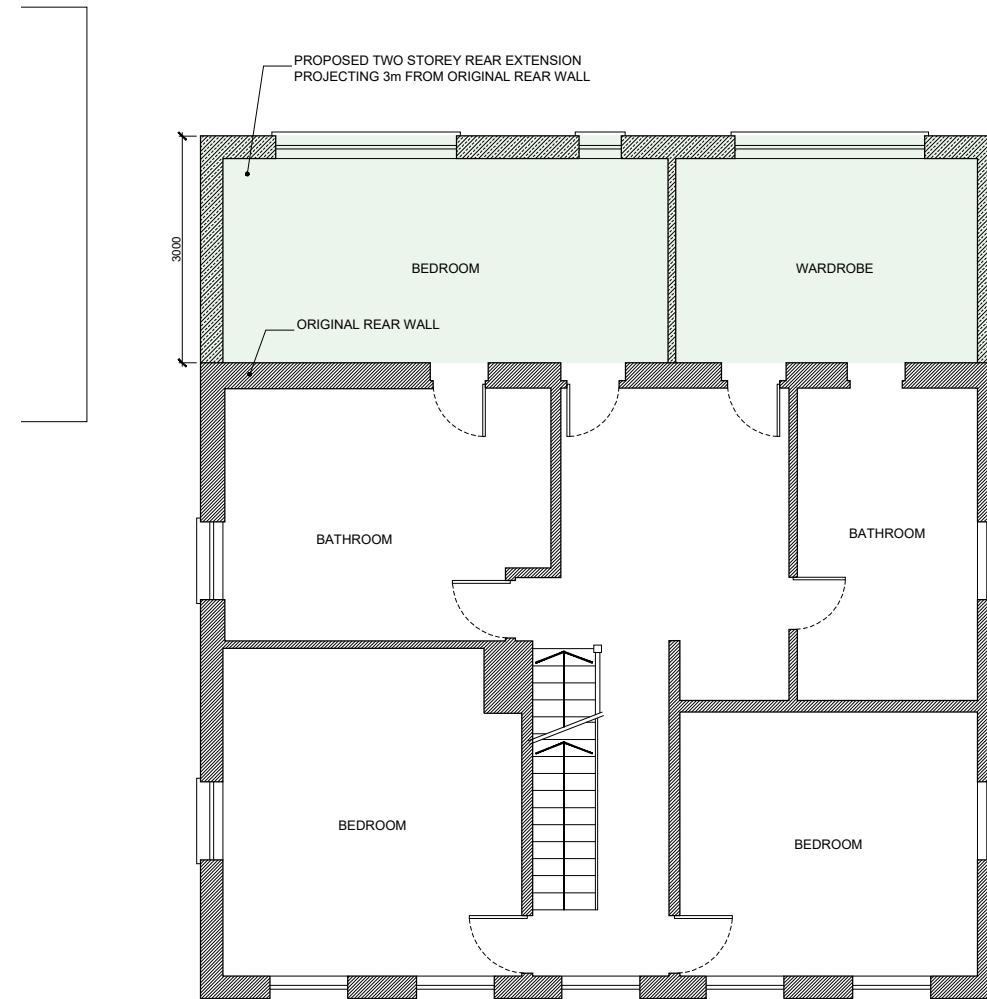 PROPOSED TWO STOREY REAR EXTENSION
PROJECTING 3m FROM ORIGINAL REAR WALL
3000
BEDROOM
WARDROBE
ORIGINAL REAR WALL
BATHROOM
BATHROOM
BEDROOM
BEDROOM